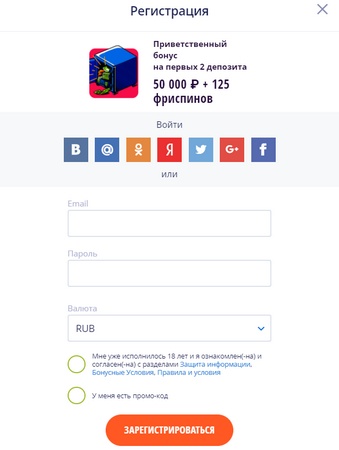 Регистрация
Приветственный
бонус
на первых 2 депозита
50 000 ₽ + 125
фриспинов
Войти
или
Email
Пароль
Валюта
RUB
Мне уже исполнилось 18 лет и я ознакомлен(-на) и
согласен(-на) с разделами Защита информации,
Бонусные Условия, Правила и условия
У меня есть промо-код
ЗАРЕГИСТРИРОВАТЬСЯ